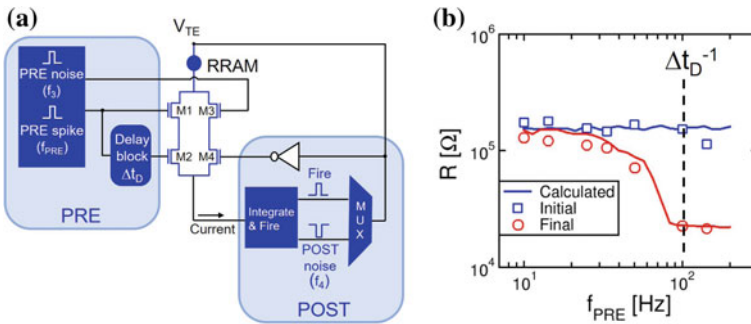 (a)
V_TE
RRAM
PRE noise
(f₃)
PRE spike
(f_PRE)
Delay
block
Δt_D
PRE
M1
M3
M2
M4
Current
Integrate
& Fire
Fire
POST
noise
(f₄)
MUX
POST
(b)
10⁶
10⁵
10⁴
R [Ω]
Δt_D⁻¹
Calculated
Initial
Final
10¹
10²
f_PRE [Hz]